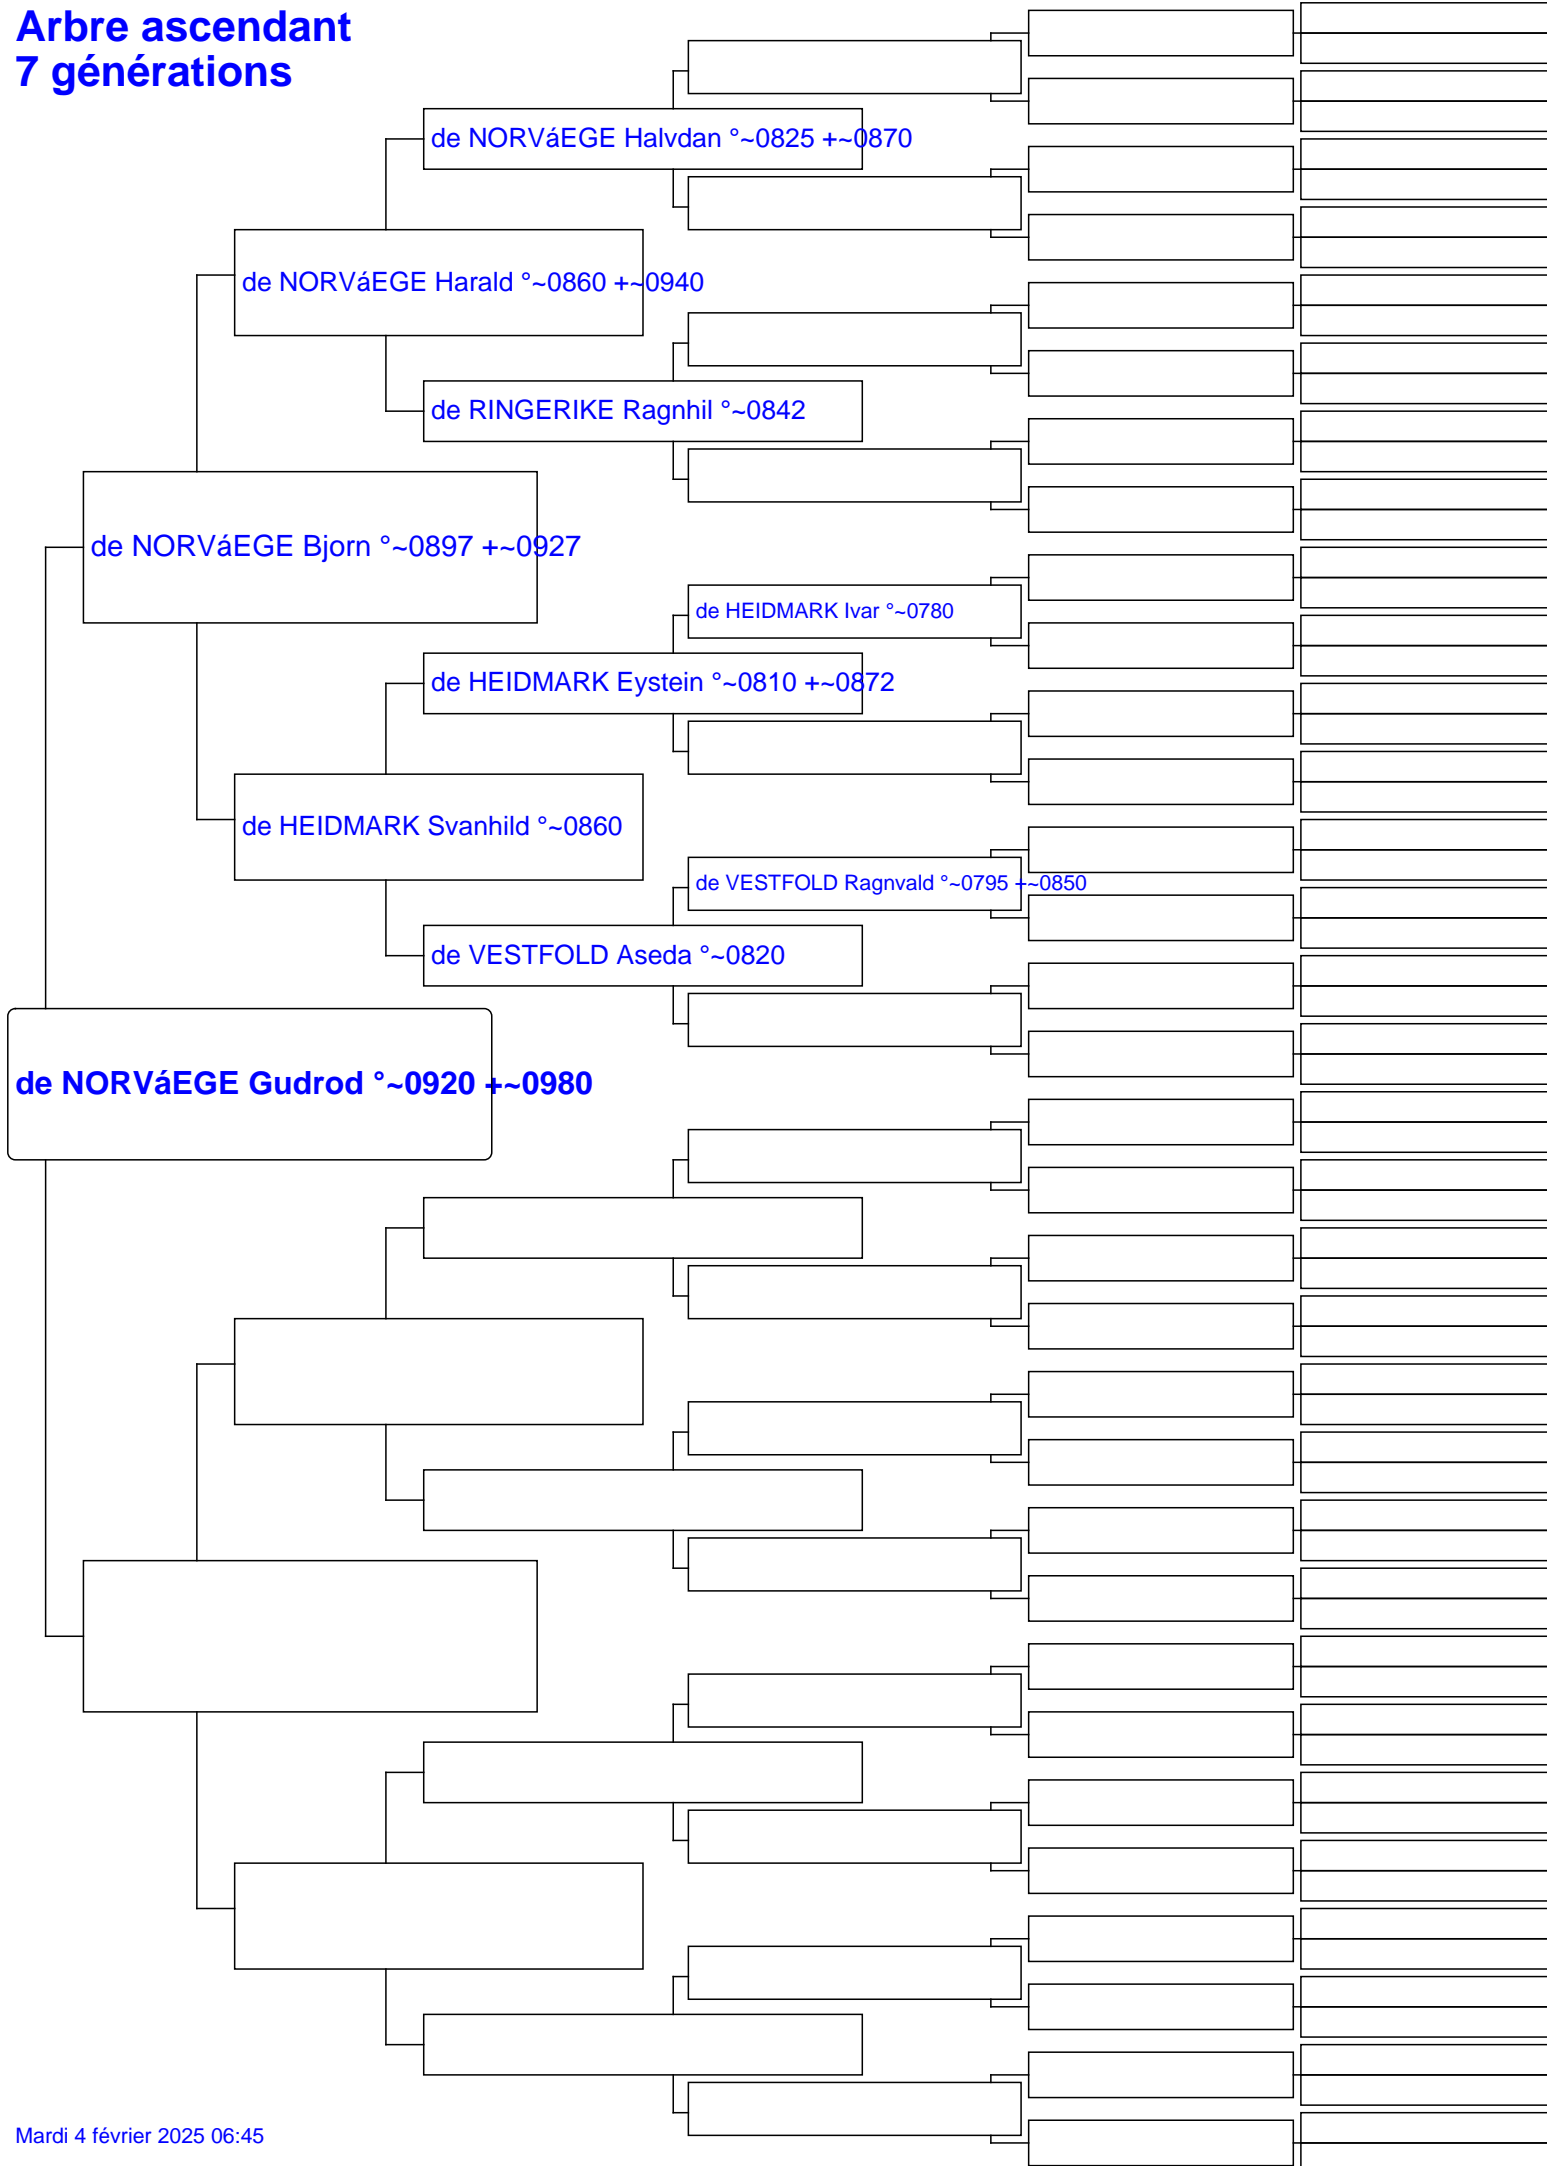 Arbre ascendant
7 générations
de NORVáEGE Halvdan °~0825 +~0870
de NORVáEGE Harald °~0860 +~0940
de RINGERIKE Ragnhil °~0842
de NORVáEGE Bjorn °~0897 +~0927
de HEIDMARK Ivar °~0780
de HEIDMARK Eystein °~0810 +~0872
de HEIDMARK Svanhild °~0860
de VESTFOLD Ragnvald °~0795 +~0850
de VESTFOLD Aseda °~0820
de NORVáEGE Gudrod °~0920 +~0980
Mardi 4 février 2025 06:45